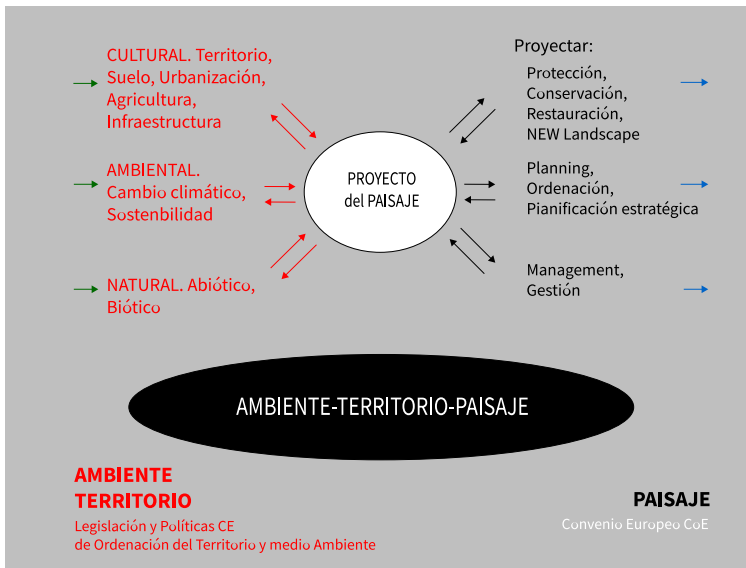 CULTURAL. Territorio,
Suelo, Urbanización,
Agricultura,
Infraestructura
AMBIENTAL.
Cambio climático,
Sostenbilidad
NATURAL. Abiótico,
Biótico
PROYECTO
del PAISAJE
Proyectar:
Protección,
Conservación,
Restauración,
NEW Landscape
Planning,
Ordenación,
Pianificación estratégica
Management,
Gestión
AMBIENTE-TERRITORIO-PAISAJE
AMBIENTE
TERRITORIO
Legislación y Políticas CE
de Ordenación del Territorio y medio Ambiente
PAISAJE
Convenio Europeo CoE